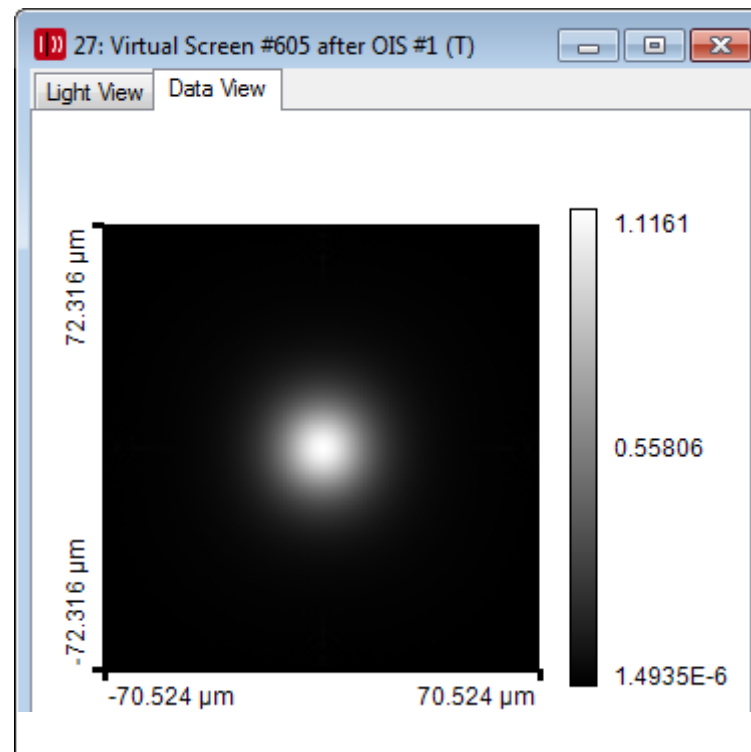 27: Virtual Screen #605 after OIS #1 (T)
Light View
Data View
72.316 µm
-72.316 µm
-70.524 µm
70.524 µm
1.1161
0.55806
1.4935E-6